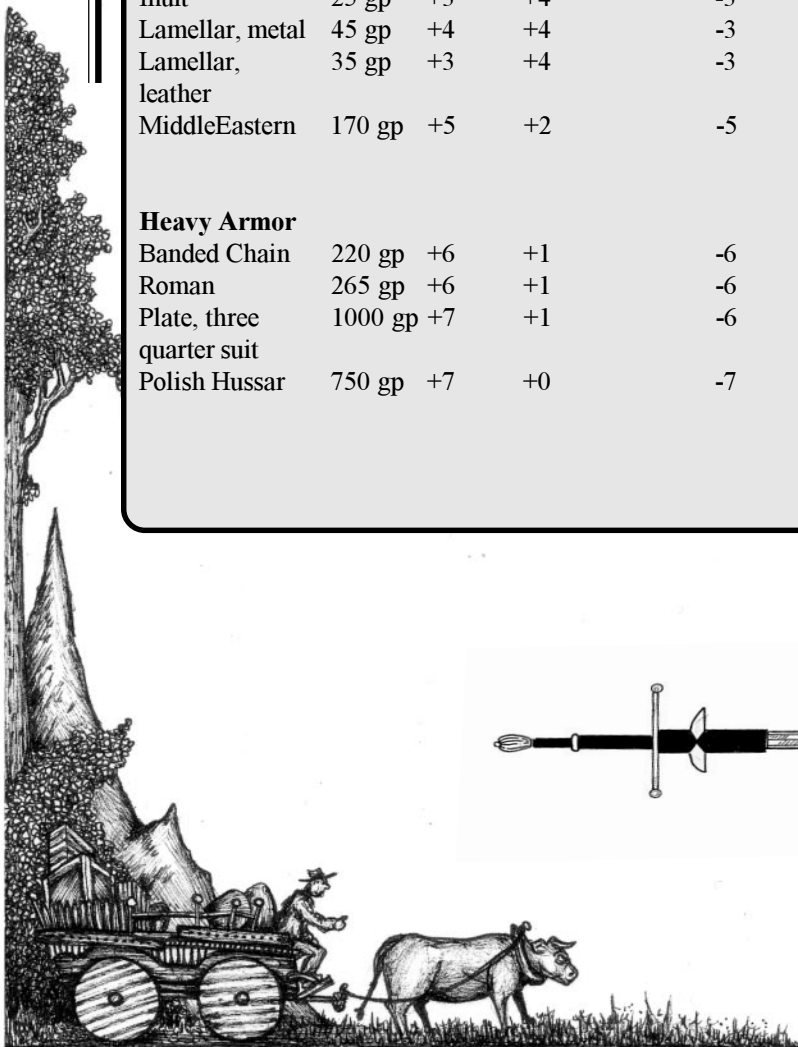 Lamellar, metal 45 gp +4 +4 -3
Lamellar, 35 gp +3 +4 -3
leather
MiddleEastern 170 gp +5 +2 -5
Heavy Armor
Banded Chain 220 gp +6 +1 -6
Roman 265 gp +6 +1 -6
Plate, three 1000 gp +7 +1 -6
quarter suit
Polish Hussar 750 gp +7 +0 -7